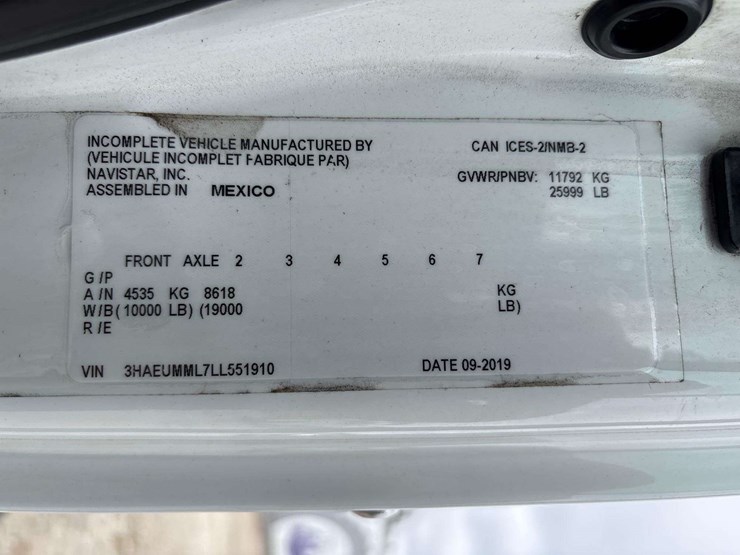 INCOMPLETE VEHICLE MANUFACTURED BY
(VEHICULE INCOMPLET FABRIQUE PAR)
NAVISTAR, INC.
ASSEMBLED IN MEXICO
CAN ICES-2/NMB-2
GVWR/PNBV: 11792 KG
25999 LB
FRONT AXLE 2 3 4 5 6 7
G /P
A /N 4535 KG 8618 KG
W/B ( 10000 LB) (19000 LB)
R /E
VIN 3HAEUMML7LL551910 DATE 09-2019